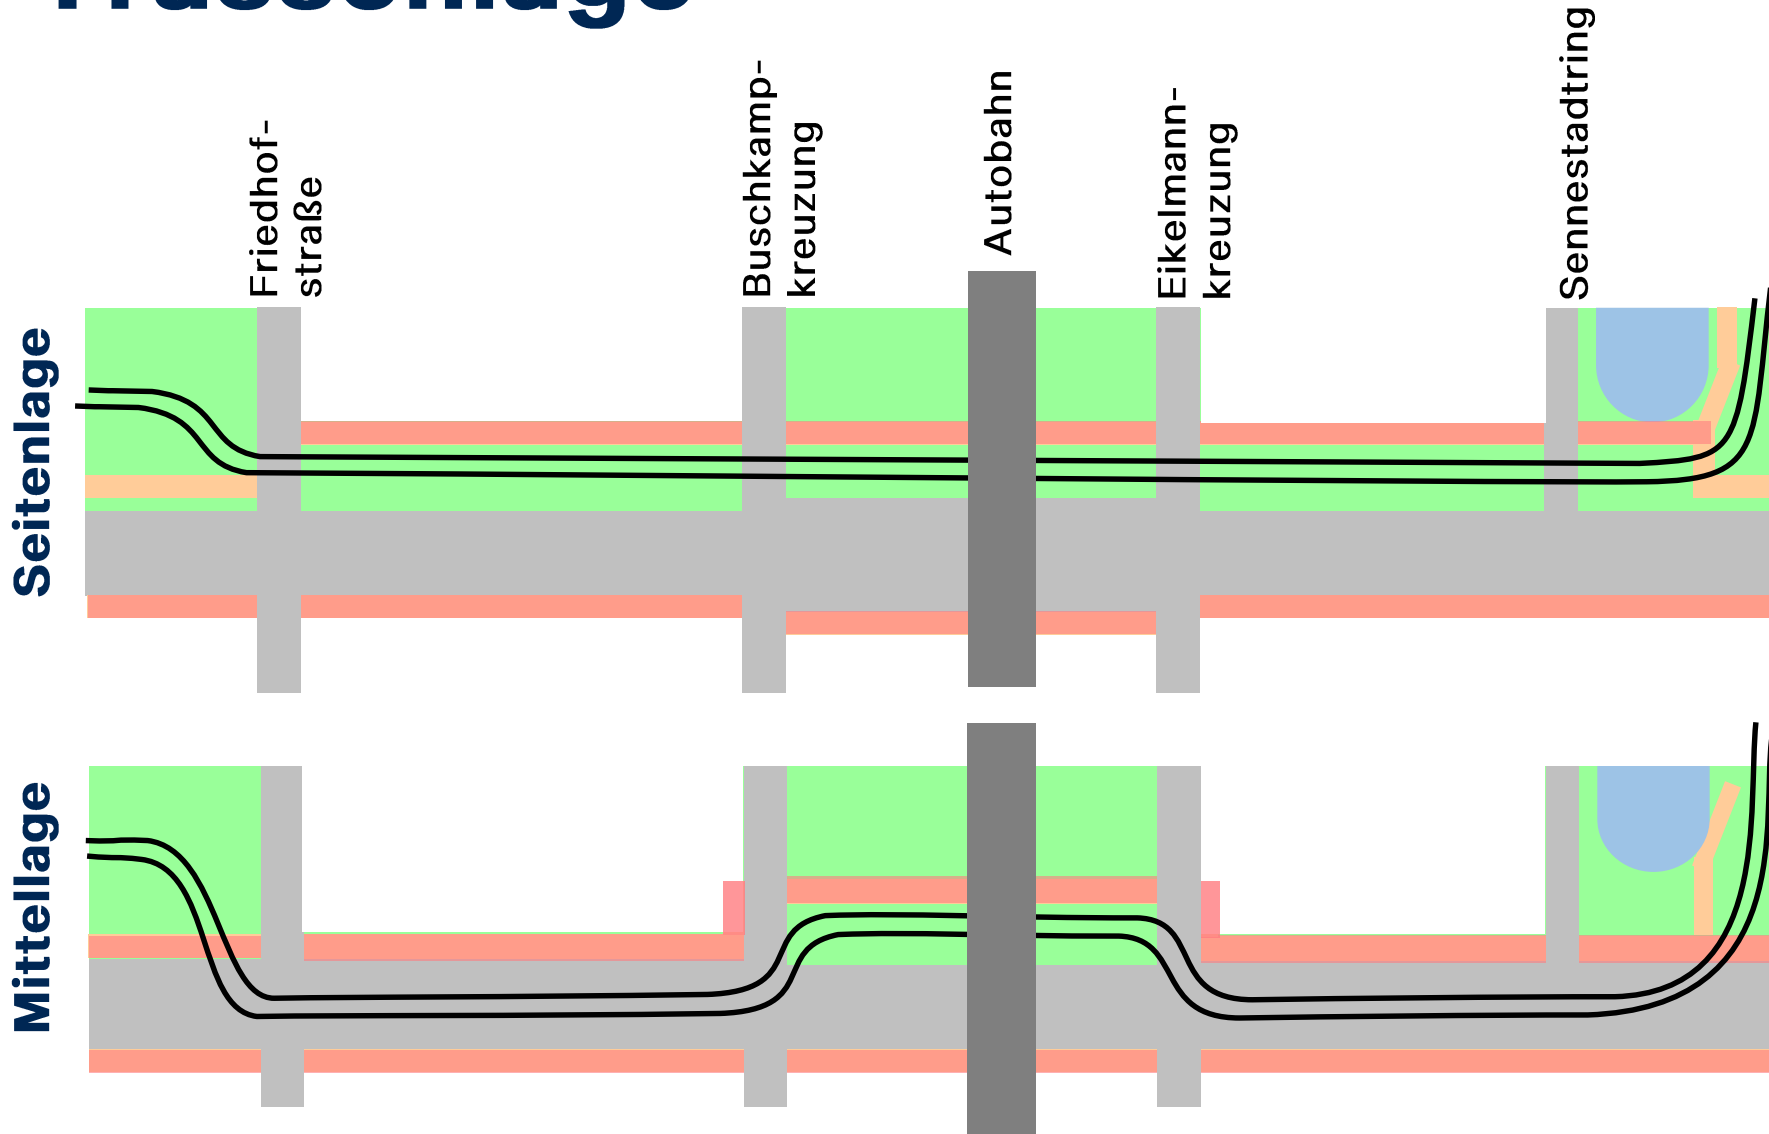 Friedhof-
straße
Buschkamp-
kreuzung
Autobahn
Eikelmann-
kreuzung
Sennestadtring
Seitenlage
Mittellage